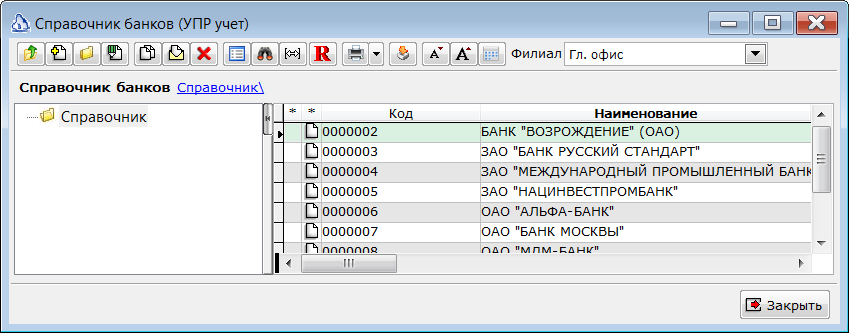 Справочник банков (УПР учет)
R A A Филиал Гл. офис
Справочник банков Справочник\
Справочник
* * Код Наименование
0000002 БАНК "ВОЗРОЖДЕНИЕ" (ОАО)
0000003 ЗАО "БАНК РУССКИЙ СТАНДАРТ"
0000004 ЗАО "МЕЖДУНАРОДНЫЙ ПРОМЫШЛЕННЫЙ БАНК
0000005 ЗАО "НАЦИНВЕСТПРОМБАНК"
0000006 ОАО "АЛЬФА-БАНК"
0000007 ОАО "БАНК МОСКВЫ"
0000008 ОАО "МДМ-БАНК"
Закрыть